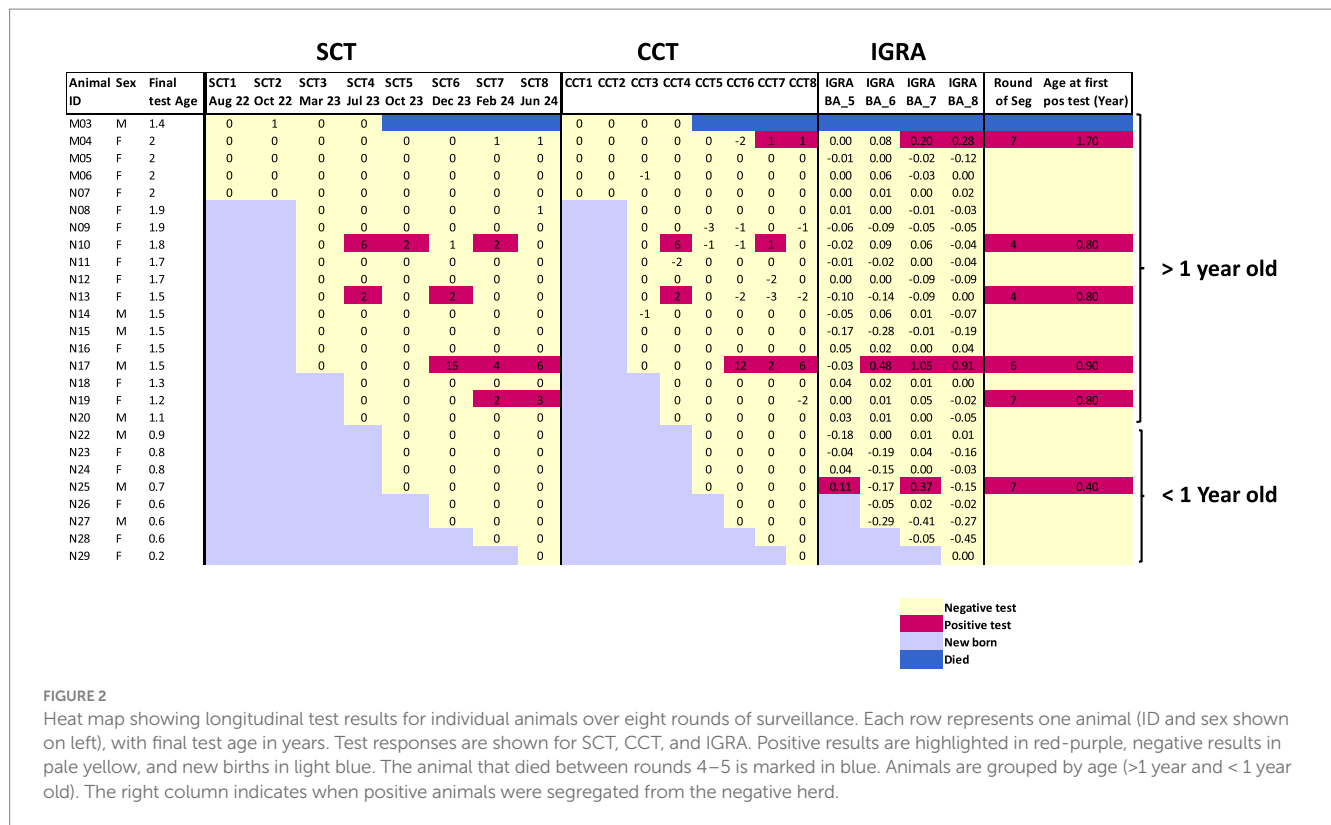 SCT CCT IGRA
Animal ID Sex Final test Age SCT1 Aug 22 SCT2 Oct 22 SCT3 Mar 23 SCT4 Jul 23 SCT5 Oct 23 SCT6 Dec 23 SCT7 Feb 24 SCT8 Jun 24 CCT1 CCT2 CCT3 CCT4 CCT5 CCT6 CCT7 CCT8 IGRA BA_5 IGRA BA_6 IGRA BA_7 IGRA BA_8 Round of Seg Age at first pos test (Year)
M03 M 1.4 0 1 0 0 0 0 0 0
M04 F 2 0 0 0 0 0 0 1 1 0 0 0 0 0 -2 1 1 0.00 0.08 0.20 0.28 7 1.70
M05 F 2 0 0 0 0 0 0 0 0 0 0 0 0 0 0 0 0 -0.01 0.00 -0.02 -0.12
M06 F 2 0 0 0 0 0 0 0 0 0 0 -1 0 0 0 0 0 0.00 0.06 -0.03 0.00
N07 F 2 0 0 0 0 0 0 0 0 0 0 0 0 0 0 0 0 0.00 0.01 0.00 0.02
N08 F 1.9 0 0 0 0 0 1 0 0 0 0 0 0 0.01 0.00 -0.01 -0.03
N09 F 1.9 0 0 0 0 0 0 0 0 -3 -1 0 -1 -0.06 -0.09 -0.05 -0.05
N10 F 1.8 0 6 2 1 2 0 0 6 -1 -1 1 0 -0.02 0.09 0.06 -0.04 4 0.80
N11 F 1.7 0 0 0 0 0 0 0 -2 0 0 0 0 -0.01 -0.02 0.00 -0.04
N12 F 1.7 0 0 0 0 0 0 0 0 0 0 -2 0 0.00 0.00 -0.09 -0.09
N13 F 1.5 0 2 0 2 0 0 0 2 0 -2 -3 -2 -0.10 -0.14 -0.09 0.00 4 0.80
N14 M 1.5 0 0 0 0 0 0 -1 0 0 0 0 0 -0.05 0.06 0.01 -0.07
N15 M 1.5 0 0 0 0 0 0 0 0 0 0 0 0 -0.17 -0.28 -0.01 -0.19
N16 F 1.5 0 0 0 0 0 0 0 0 0 0 0 0 0.05 0.02 0.00 0.04
N17 M 1.5 0 0 0 15 4 6 0 0 0 12 2 6 -0.03 0.48 1.05 0.91 6 0.90
N18 F 1.3 0 0 0 0 0 0 0 0 0 0 0.04 0.02 0.01 0.00
N19 F 1.2 0 0 0 2 3 0 0 0 0 -2 0.00 0.01 0.05 -0.02 7 0.80
N20 M 1.1 0 0 0 0 0 0 0 0 0 0 0.03 0.01 0.00 -0.05
N22 M 0.9 0 0 0 0 0 0 0 0 -0.18 0.00 0.01 0.01
N23 F 0.8 0 0 0 0 0 0 0 0 -0.04 -0.19 0.04 -0.16
N24 F 0.8 0 0 0 0 0 0 0 0 0.04 -0.15 0.00 -0.03
N25 M 0.7 0 0 0 0 0 0 0 0 0.11 -0.17 0.37 -0.15 7 0.40
N26 F 0.6 0 0 0 0 0 0 -0.05 0.02 -0.02
N27 M 0.6 0 0 0 0 0 0 -0.29 -0.41 -0.27
N28 F 0.6 0 0 0 0 -0.05 -0.45
N29 F 0.2 0 0 0.00
> 1 year old
< 1 Year old
Negative test
Positive test
New born
Died
FIGURE 2
Heat map showing longitudinal test results for individual animals over eight rounds of surveillance. Each row represents one animal (ID and sex shown
on left), with final test age in years. Test responses are shown for SCT, CCT, and IGRA. Positive results are highlighted in red-purple, negative results in
pale yellow, and new births in light blue. The animal that died between rounds 4–5 is marked in blue. Animals are grouped by age (>1 year and < 1 year
old). The right column indicates when positive animals were segregated from the negative herd.